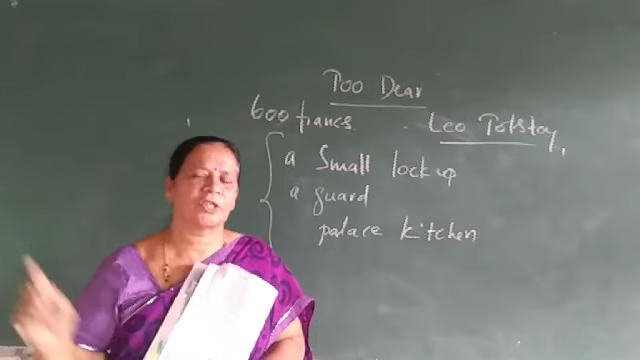 Too Dear
600 francs.
Leo Tolstoy,
a Small lockup
a guard
palace kitchen